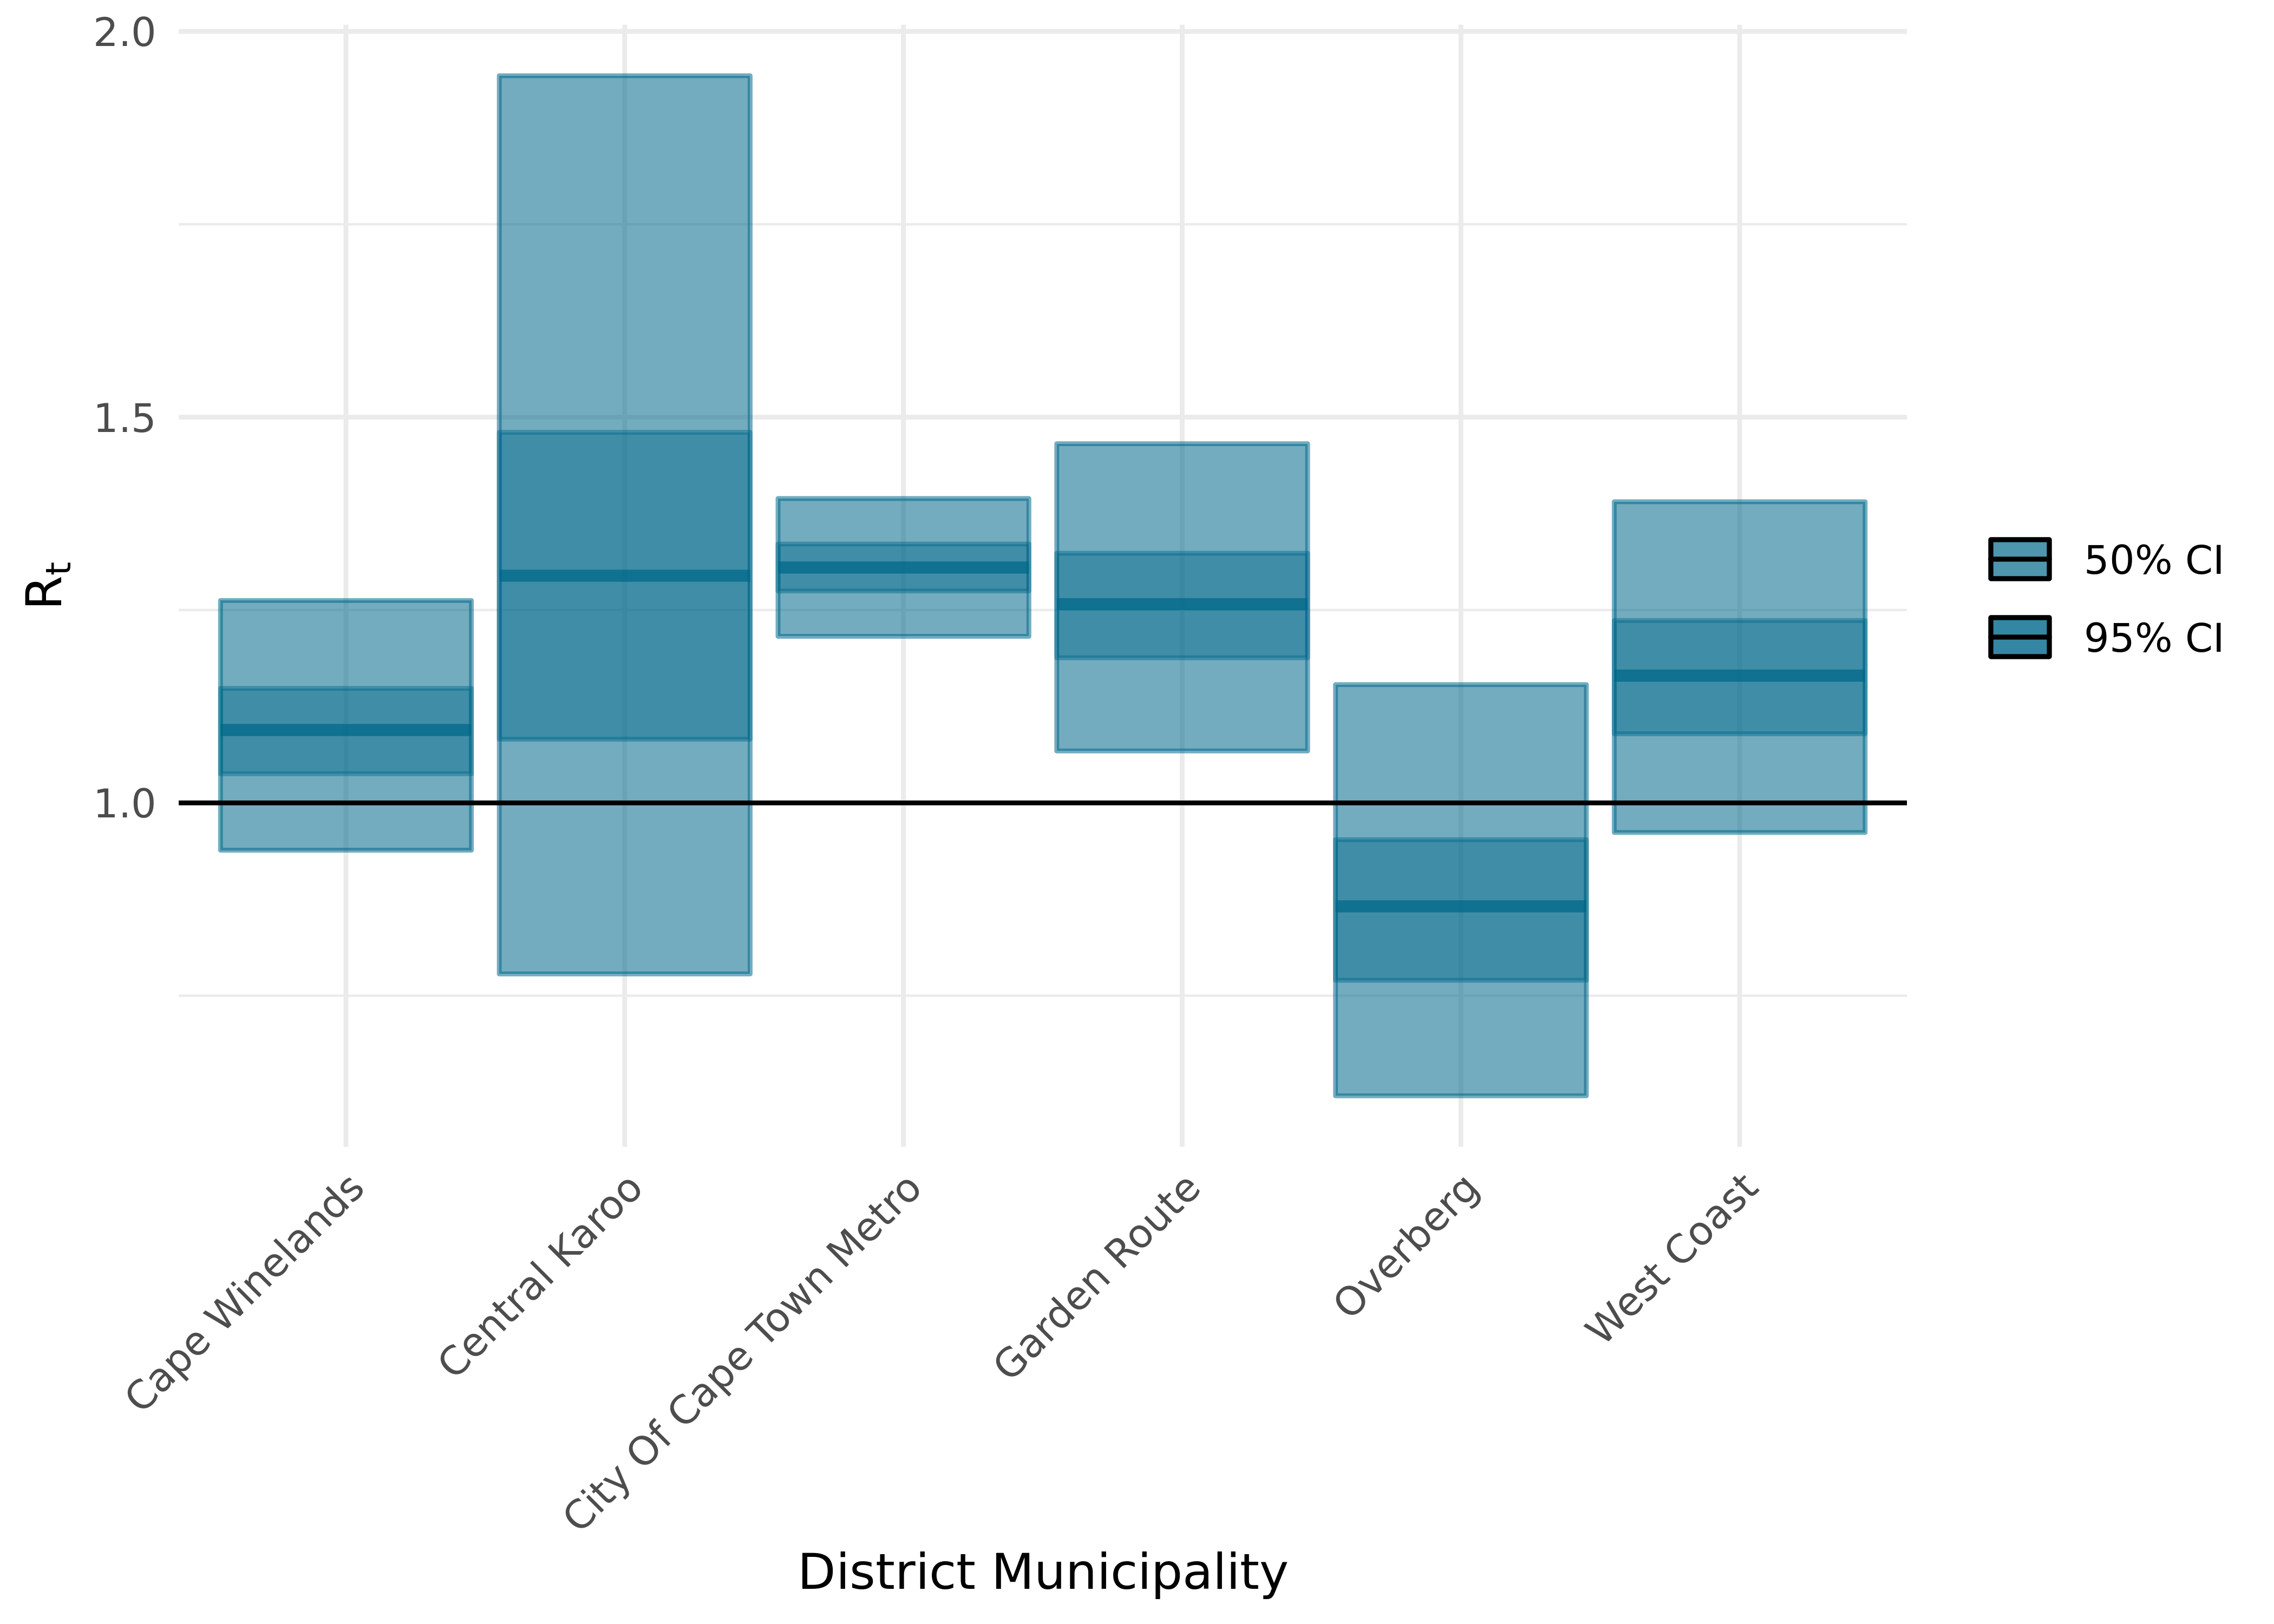 2.0
1.5
1.0
Rt
Cape Winelands
Central Karoo
City Of Cape Town Metro
Garden Route
Overberg
West Coast
District Municipality
50% CI
95% CI